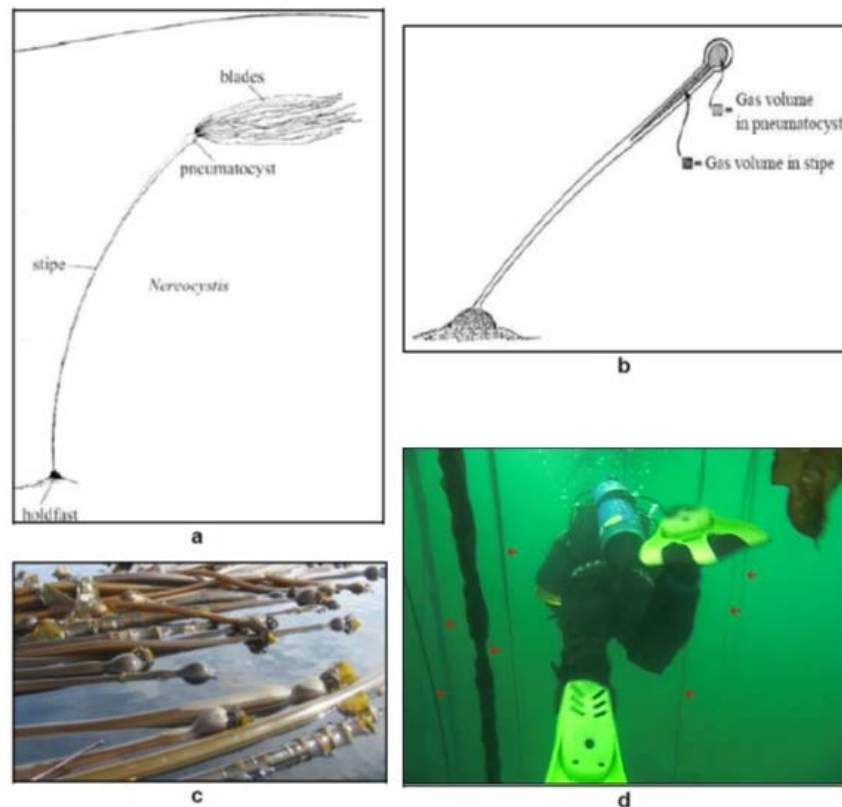 blades
pneumatocyst
stipe
Nereocystis
holdfast
a
= Gas volume
in pneumatocyst
= Gas volume in stipe
b
c
d